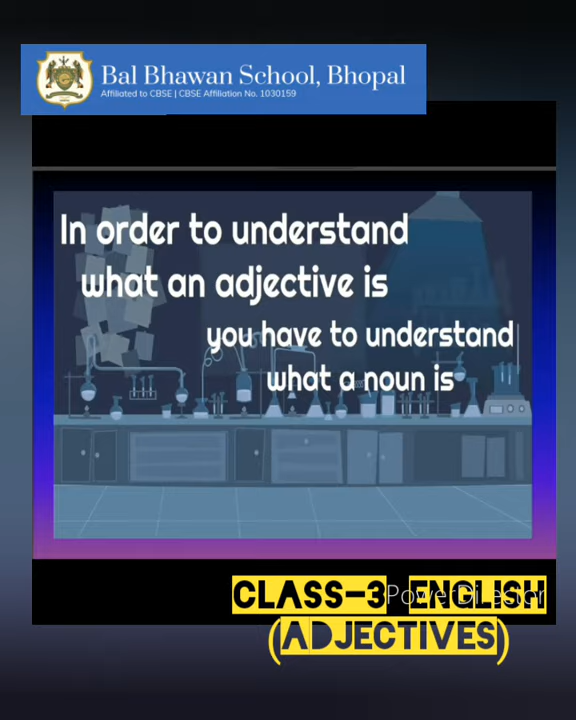 Bal Bhawan School, Bhopal
Affiliated to CBSE | CBSE Affiliation No. 1030159
In order to understand
what an adjective is
you have to understand
what a noun is
CLASS-3 ENGLISH
PowerDirector
(ADJECTIVES)